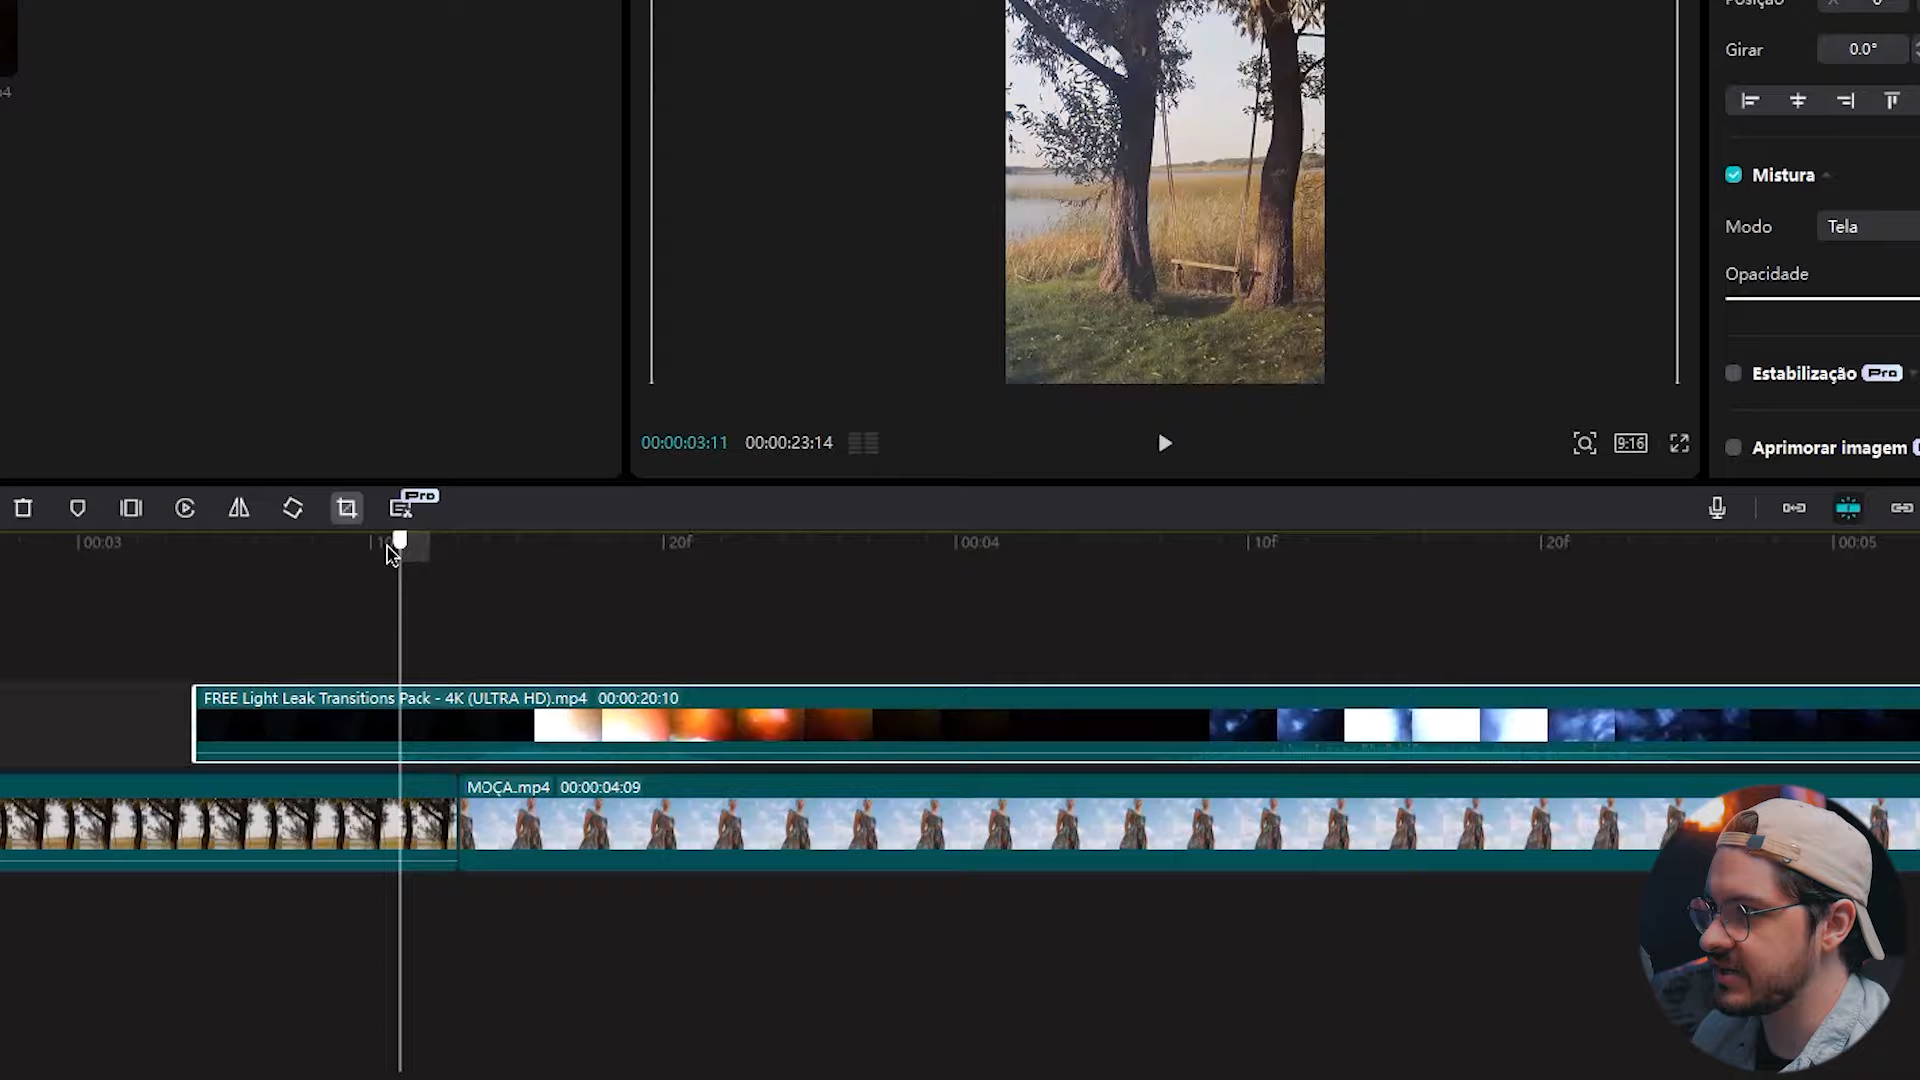 Posição X 0
Girar 0.0°
Mistura
Modo Tela
Opacidade
Estabilização Pro
Aprimorar imagem
00:00:03:11 00:00:23:14
9:16
Pro
00:03 20f 00:04 10f 20f 00:05
FREE Light Leak Transitions Pack - 4K (ULTRA HD).mp4 00:00:20:10
MOÇA.mp4 00:00:04:09